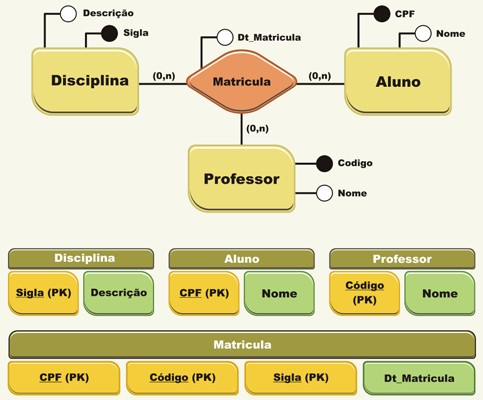 Descrição
Sigla
CPF
Nome
Dt_Matricula
Disciplina
(0,n)
Matricula
(0,n)
Aluno
(0,n)
Professor
Codigo
Nome
Disciplina
Aluno
Professor
Sigla (PK)
Descrição
CPF (PK)
Nome
Código
(PK)
Nome
Matricula
CPF (PK)
Código (PK)
Sigla (PK)
Dt_Matricula